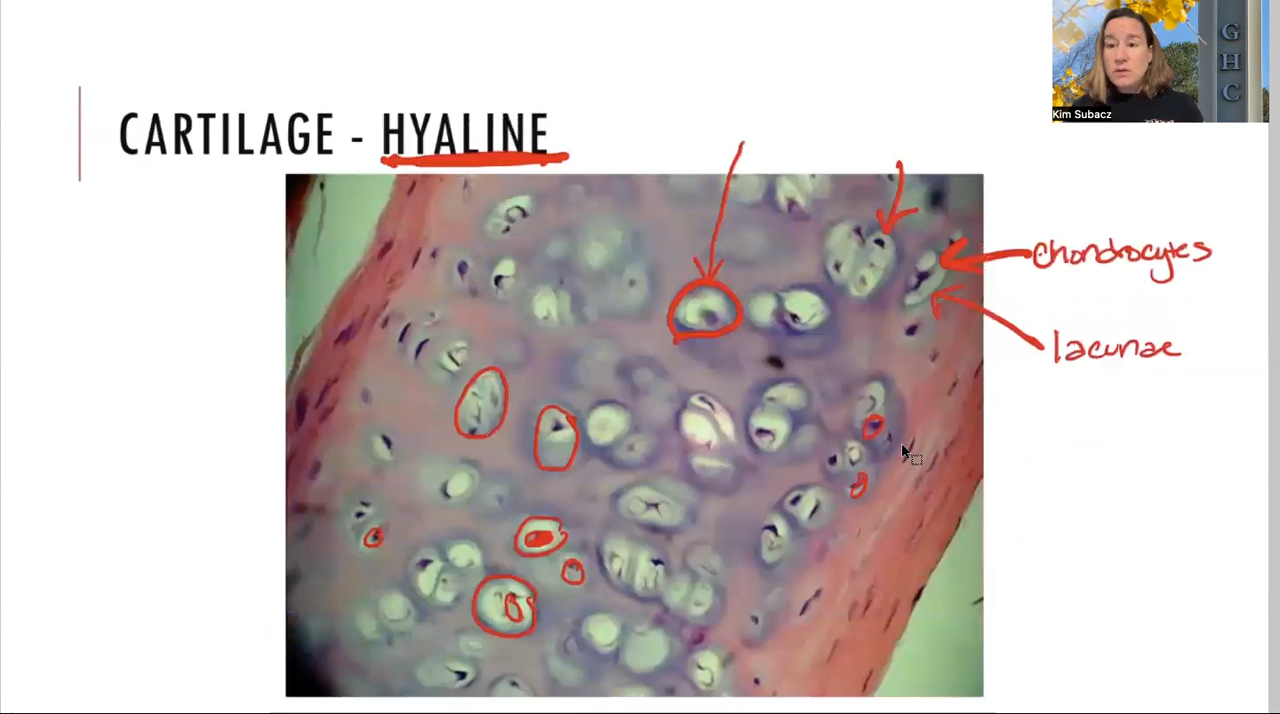 CARTILAGE - HYALINE
G
H
C
Kim Subacz
chondrocytes
lacunae